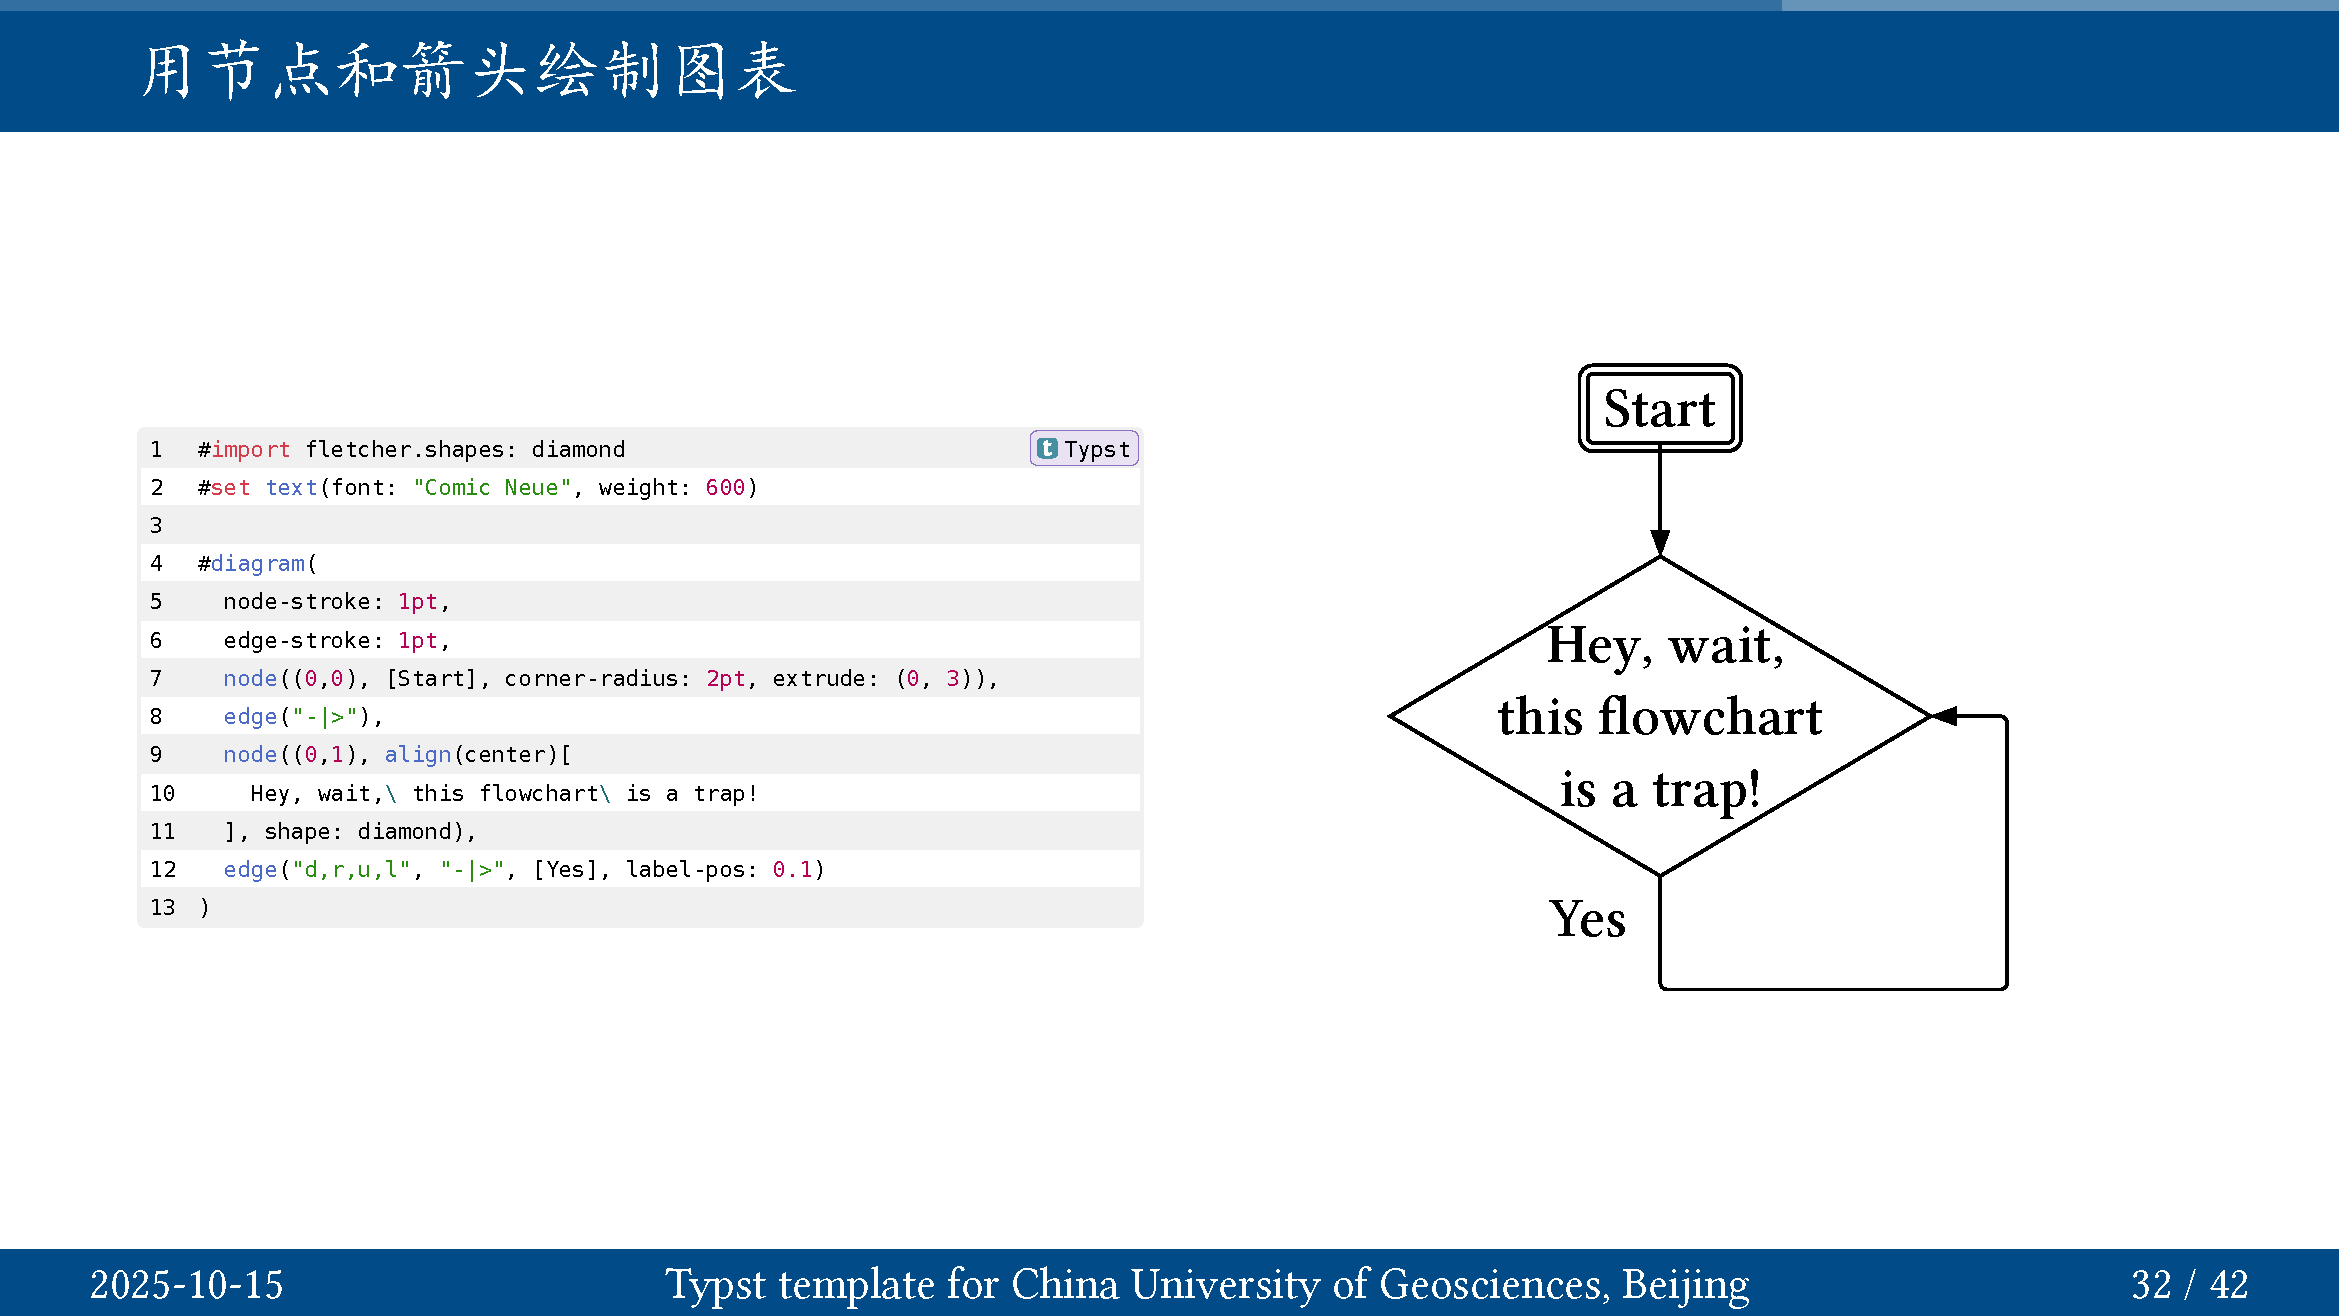 用节点和箭头绘制图表
1 #import fletcher.shapes: diamond
Typst
2 #set text(font: "Comic Neue", weight: 600)
3
4 #diagram(
5   node-stroke: 1pt,
6   edge-stroke: 1pt,
7   node((0,0), [Start], corner-radius: 2pt, extrude: (0, 3)),
8   edge("-|>"),
9   node((0,1), align(center)[
10     Hey, wait,\ this flowchart\ is a trap!
11   ], shape: diamond),
12   edge("d,r,u,l", "-|>", [Yes], label-pos: 0.1)
13 )
Start
Hey, wait,
this flowchart
is a trap!
Yes
2025-10-15
Typst template for China University of Geosciences, Beijing
32 / 42